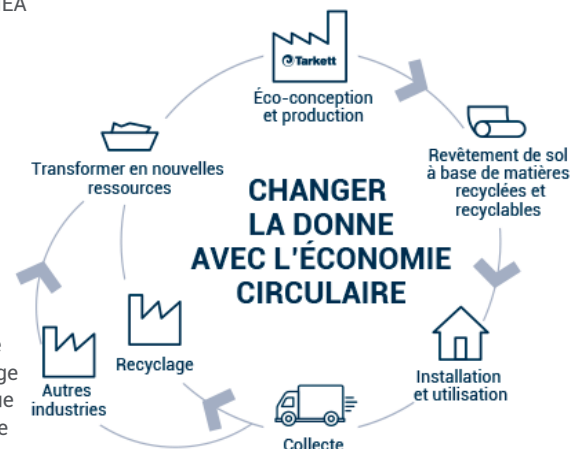 Tarkett
Éco-conception
et production
Revêtement de sol
à base de matières
recyclées et
recyclables
Transformer en nouvelles
ressources
CHANGER
LA DONNE
AVEC L'ÉCONOMIE
CIRCULAIRE
Installation
et utilisation
Recyclage
Autres
industries
Collecte